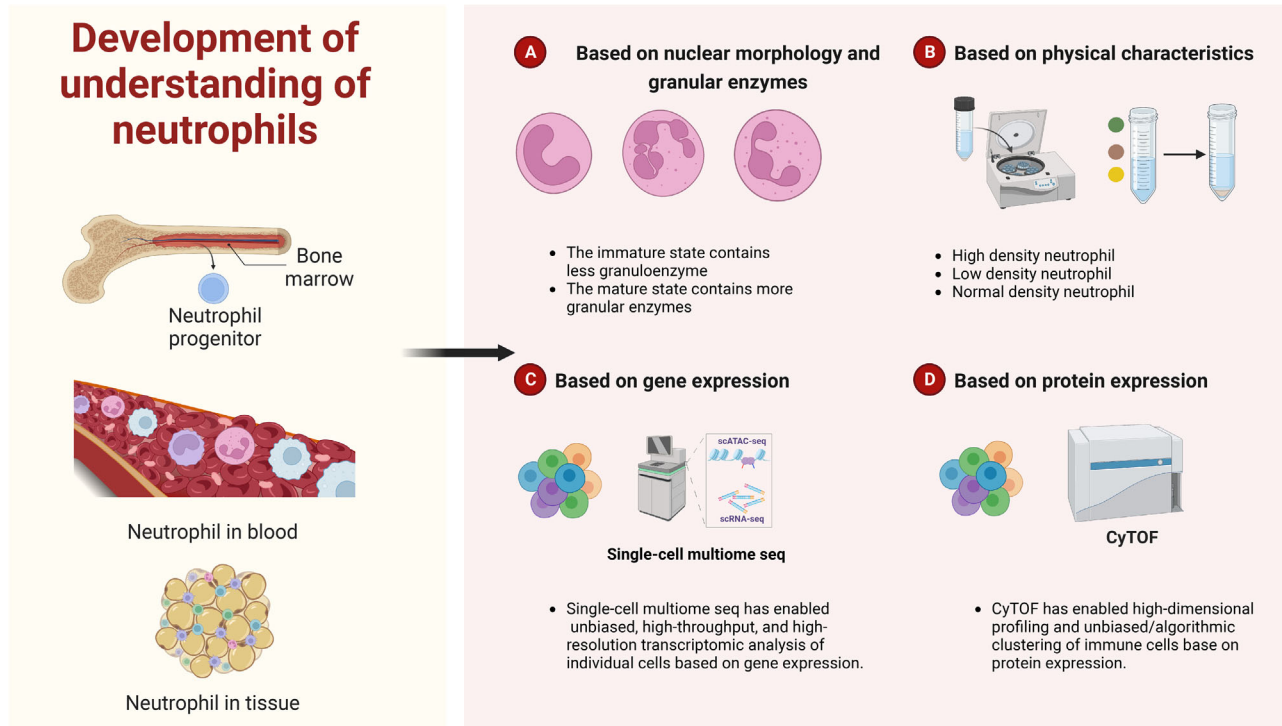 Development of
understanding of
neutrophils
Bone
marrow
Neutrophil
progenitor
Neutrophil in blood
Neutrophil in tissue
A
Based on nuclear morphology and
granular enzymes
• The immature state contains
less granuloenzyme
• The mature state contains more
granular enzymes
B
Based on physical characteristics
• High density neutrophil
• Low density neutrophil
• Normal density neutrophil
C
Based on gene expression
scATAC-seq
scRNA-seq
Single-cell multiome seq
• Single-cell multiome seq has enabled
unbiased, high-throughput, and high-
resolution transcriptomic analysis of
individual cells based on gene expression.
D
Based on protein expression
CyTOF
• CyTOF has enabled high-dimensional
profiling and unbiased/algorithmic
clustering of immune cells base on
protein expression.